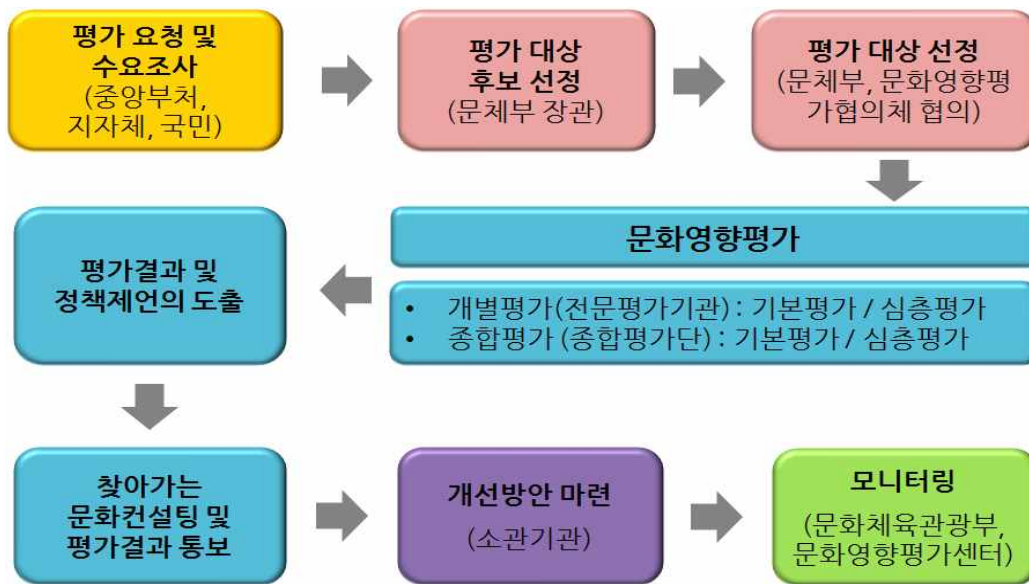 평가 요청 및
수요조사
(중앙부처,
지자체, 국민)
평가 대상
후보 선정
(문체부 장관)
평가 대상 선정
(문체부, 문화영향평
가협의체 협의)
문화영향평가
• 개별평가(전문평가기관) : 기본평가 / 심층평가
• 종합평가 (종합평가단) : 기본평가 / 심층평가
평가결과 및
정책제언의 도출
찾아가는
문화컨설팅 및
평가결과 통보
개선방안 마련
(소관기관)
모니터링
(문화체육관광부,
문화영향평가센터)